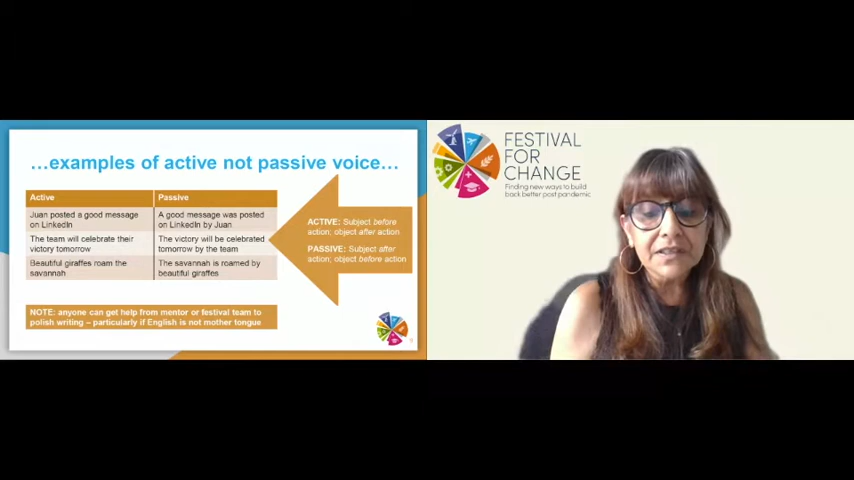 ...examples of active not passive voice...
Active
Passive
Juan posted a good message
on LinkedIn
A good message was posted
on LinkedIn by Juan
The team will celebrate their
victory tomorrow
The victory will be celebrated
tomorrow by the team
Beautiful giraffes roam the
savannah
The savannah is roamed by
beautiful giraffes
ACTIVE: Subject before
action; object after action
PASSIVE: Subject after
action; object before action
NOTE: anyone can get help from mentor or festival team to
polish writing – particularly if English is not mother tongue
FESTIVAL
FOR
CHANGE
Finding new ways to build
back better post pandemic